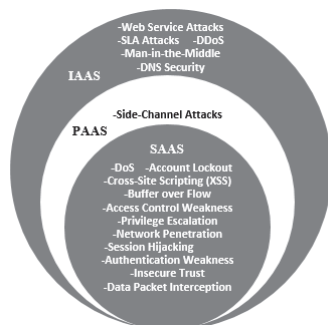 -Web Service Attacks
-SLA Attacks -DDoS
-Man-in-the-Middle
-DNS Security
IAAS
-Side-Channel Attacks
PAAS
SAAS
-DoS -Account Lockout
-Cross-Site Scripting (XSS)
-Buffer over Flow
-Access Control Weakness
-Privilege Escalation
-Network Penetration
-Session Hijacking
-Authentication Weakness
-Insecure Trust
-Data Packet Interception